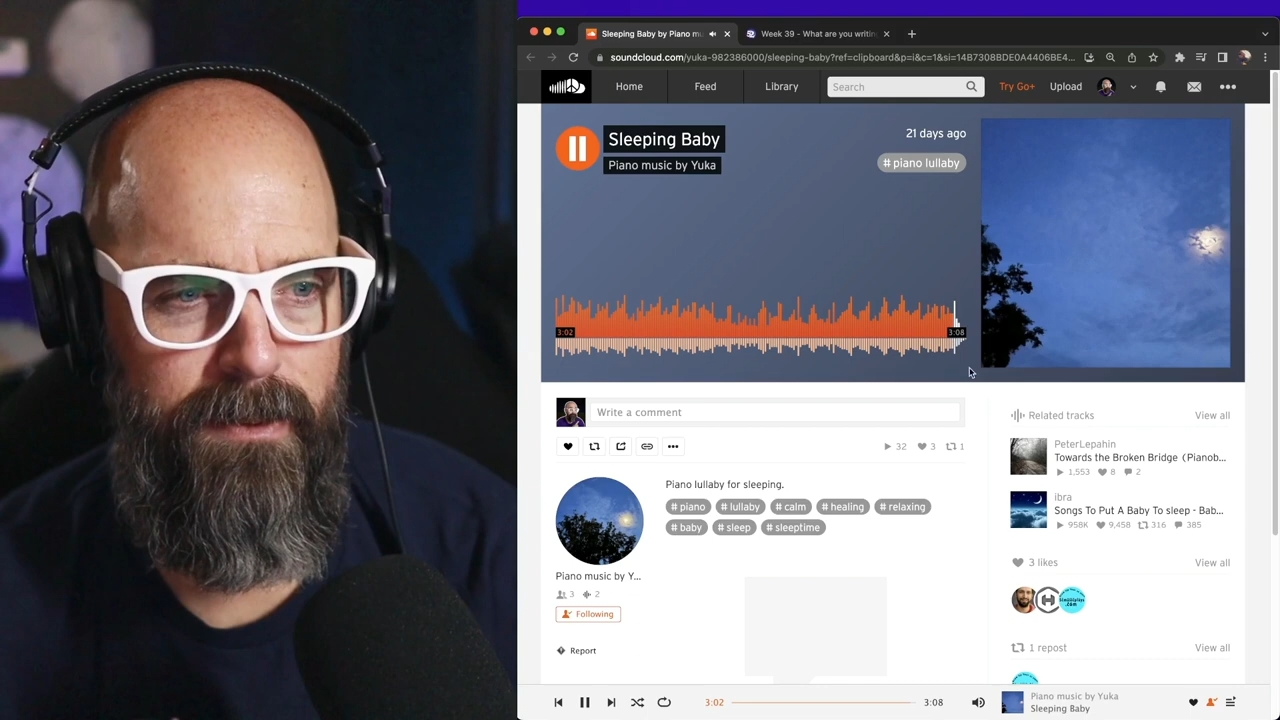 Sleeping Baby by Piano mu
Week 39 - What are you writin
soundcloud.com/yuka-982386000/sleeping-baby?ref=clipboard&p=i&c=1&si=14B7308BDE0A4406BE4...
Home
Feed
Library
Search
Try Go+
Upload
Sleeping Baby
Piano music by Yuka
21 days ago
# piano lullaby
3:02
3:08
Write a comment
32
3
1
Piano lullaby for sleeping.
# piano
# lullaby
# calm
# healing
# relaxing
# baby
# sleep
# sleeptime
Piano music by Y...
3
2
Following
Report
Related tracks
View all
PeterLepahin
Towards the Broken Bridge (Pianob...
1,553
8
2
ibra
Songs To Put A Baby To sleep - Bab...
958K
9,458
316
385
3 likes
View all
1 repost
View all
3:02
3:08
Piano music by Yuka
Sleeping Baby